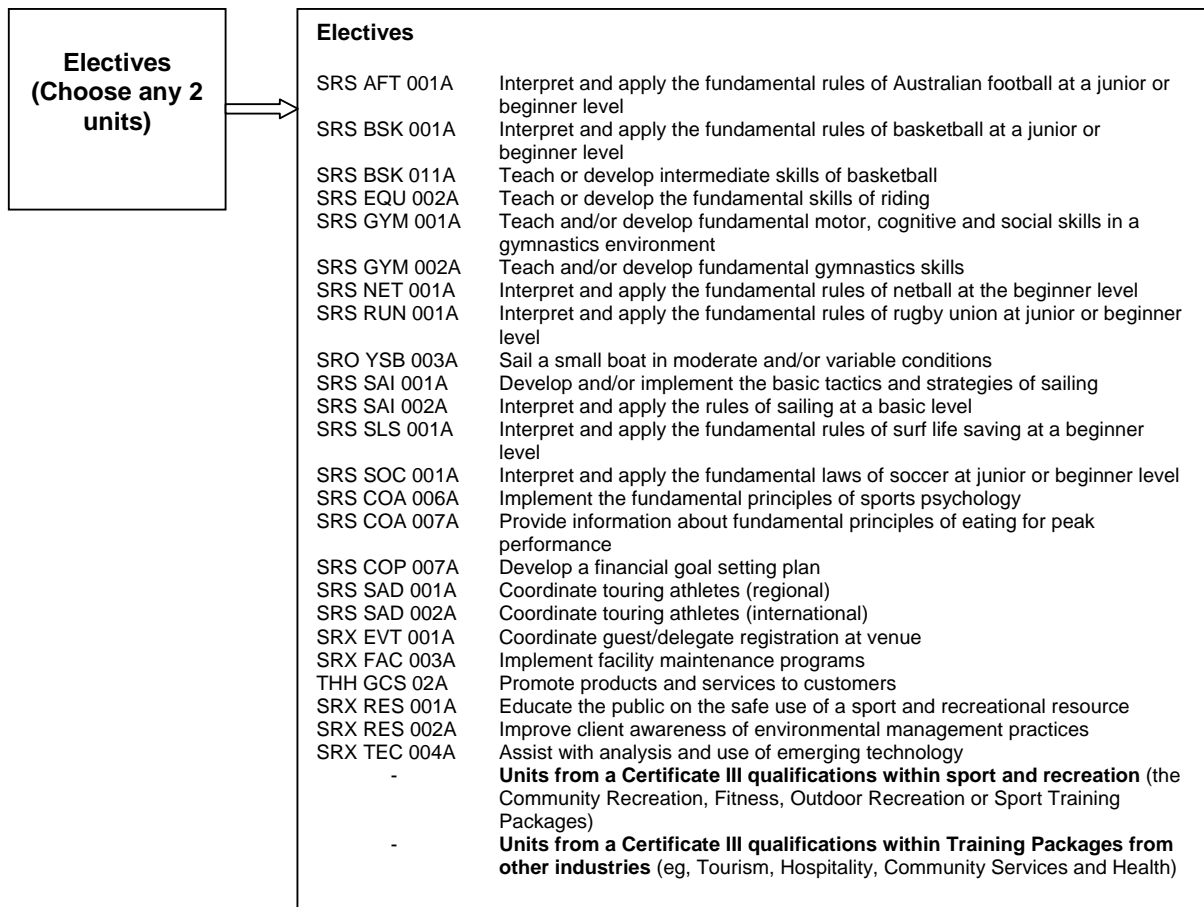 Electives
(Choose any 2
units)
Electives
SRS AFT 001A Interpret and apply the fundamental rules of Australian football at a junior or
beginner level
SRS BSK 001A Interpret and apply the fundamental rules of basketball at a junior or
beginner level
SRS BSK 011A Teach or develop intermediate skills of basketball
SRS EQU 002A Teach or develop the fundamental skills of riding
SRS GYM 001A Teach and/or develop fundamental motor, cognitive and social skills in a
gymnastics environment
SRS GYM 002A Teach and/or develop fundamental gymnastics skills
SRS NET 001A Interpret and apply the fundamental rules of netball at the beginner level
SRS RUN 001A Interpret and apply the fundamental rules of rugby union at junior or beginner
level
SRO YSB 003A Sail a small boat in moderate and/or variable conditions
SRS SAI 001A Develop and/or implement the basic tactics and strategies of sailing
SRS SAI 002A Interpret and apply the rules of sailing at a basic level
SRS SLS 001A Interpret and apply the fundamental rules of surf life saving at a beginner
level
SRS SOC 001A Interpret and apply the fundamental laws of soccer at junior or beginner level
SRS COA 006A Implement the fundamental principles of sports psychology
SRS COA 007A Provide information about fundamental principles of eating for peak
performance
SRS COP 007A Develop a financial goal setting plan
SRS SAD 001A Coordinate touring athletes (regional)
SRS SAD 002A Coordinate touring athletes (international)
SRX EVT 001A Coordinate guest/delegate registration at venue
SRX FAC 003A Implement facility maintenance programs
THH GCS 02A Promote products and services to customers
SRX RES 001A Educate the public on the safe use of a sport and recreational resource
SRX RES 002A Improve client awareness of environmental management practices
SRX TEC 004A Assist with analysis and use of emerging technology
- Units from a Certificate III qualifications within sport and recreation (the
Community Recreation, Fitness, Outdoor Recreation or Sport Training
Packages)
- Units from a Certificate III qualifications within Training Packages from
other industries (eg, Tourism, Hospitality, Community Services and Health)